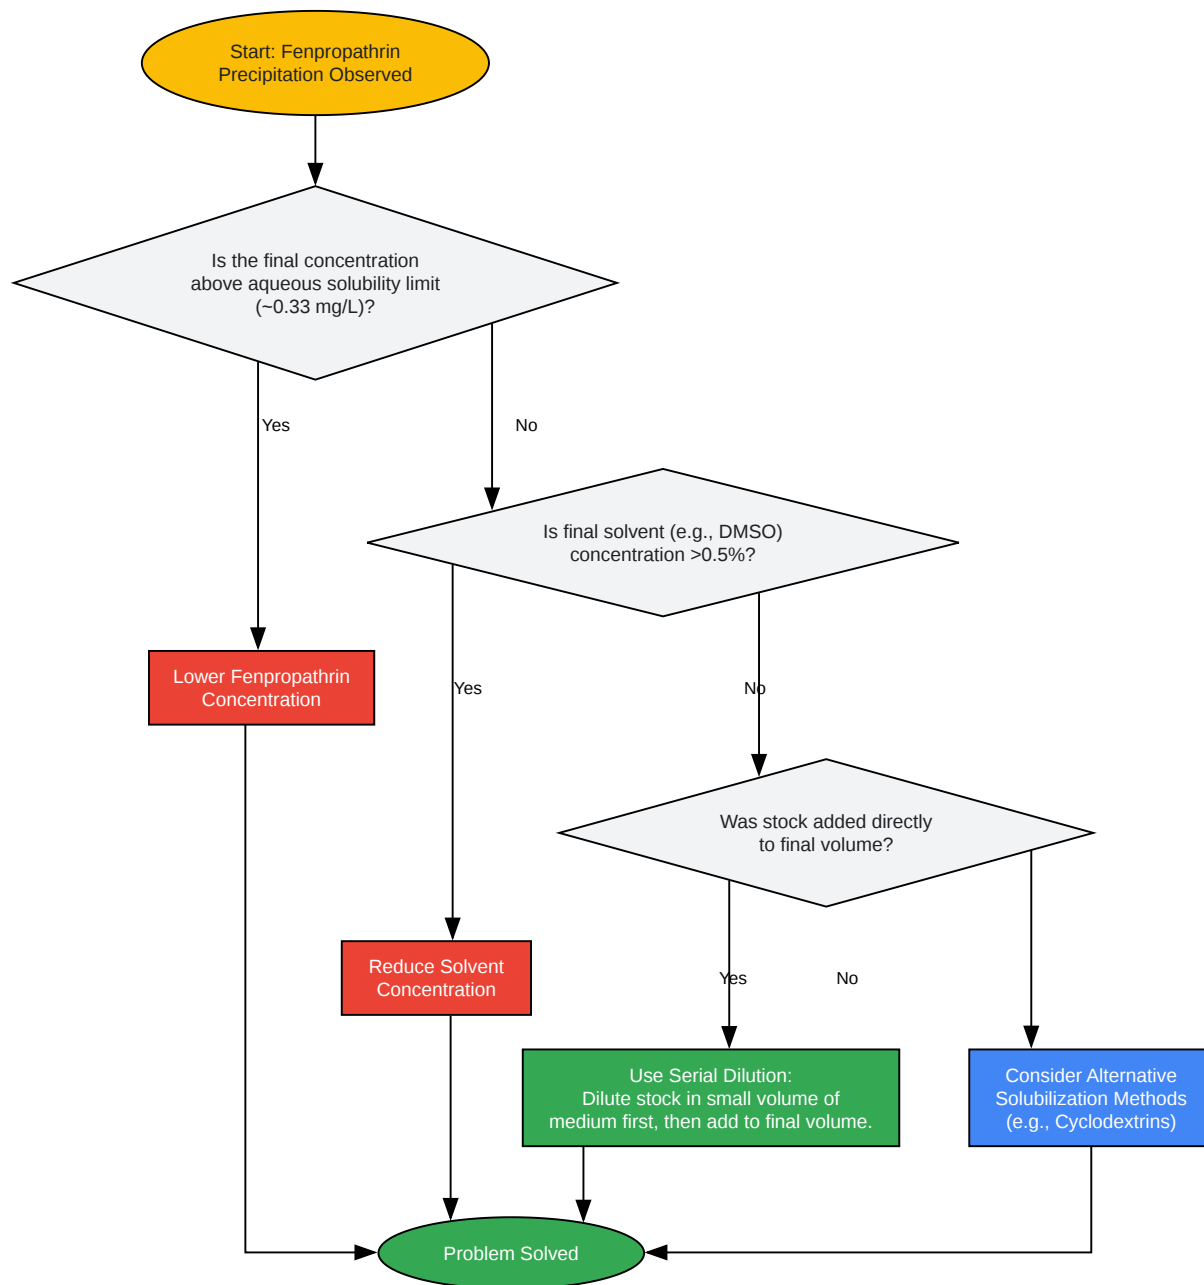 Start: Fenpropathrin
Precipitation Observed
Is the final concentration
above aqueous solubility limit
(~0.33 mg/L)?
Yes
No
Is final solvent (e.g., DMSO)
concentration >0.5%?
Lower Fenpropathrin
Concentration
Yes
No
Was stock added directly
to final volume?
Reduce Solvent
Concentration
Yes
No
Use Serial Dilution:
Dilute stock in small volume of
medium first, then add to final volume.
Consider Alternative
Solubilization Methods
(e.g., Cyclodextrins)
Problem Solved